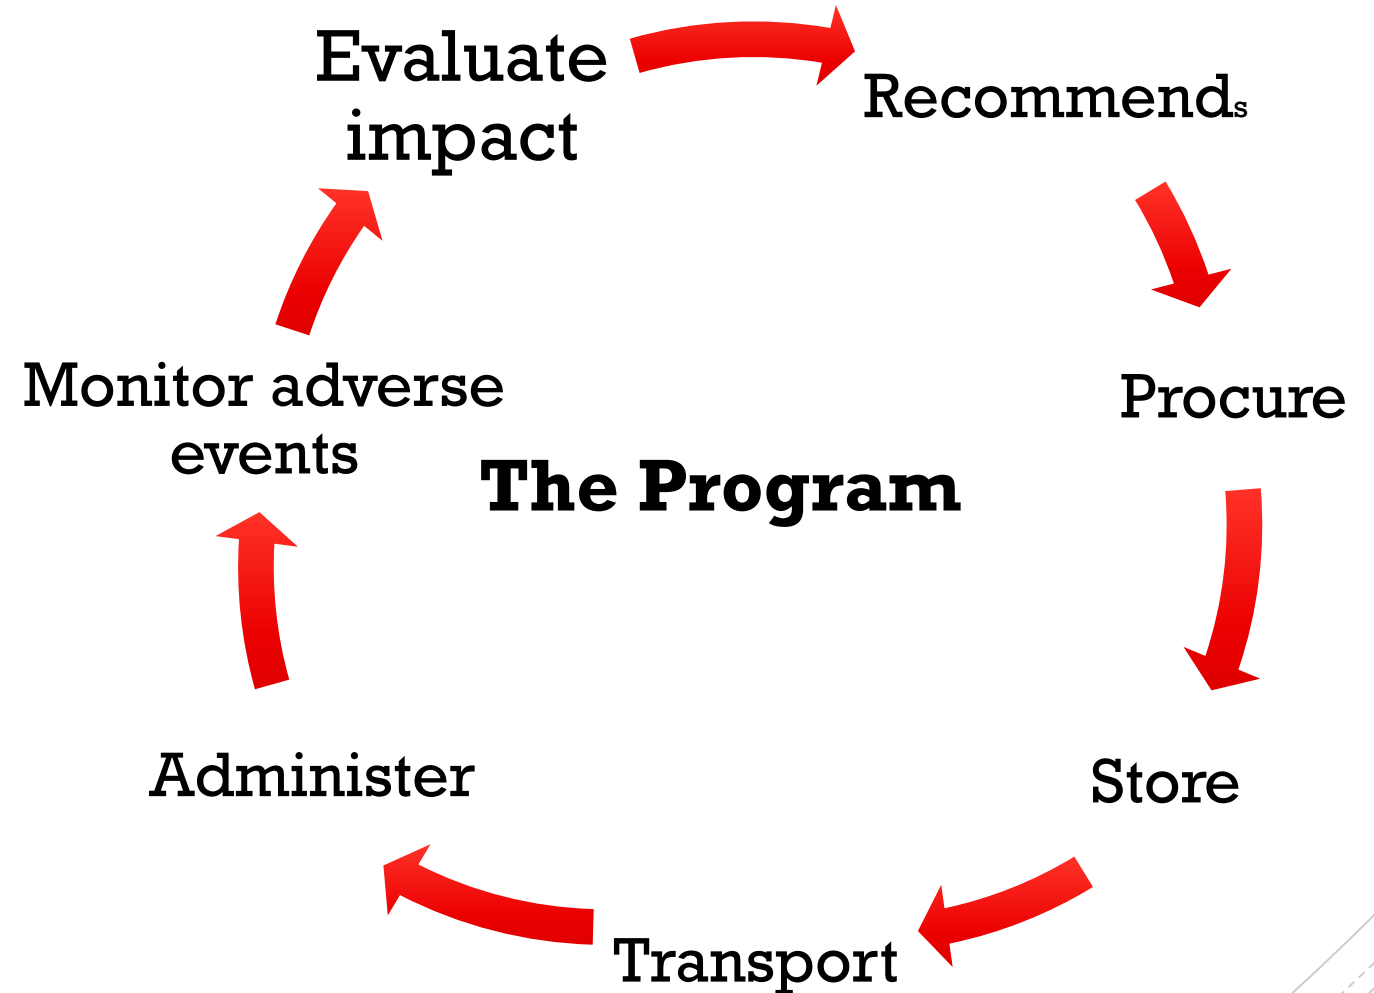 Evaluate
impact
Recommends
Procure
Store
Transport
Administer
Monitor adverse
events
The Program